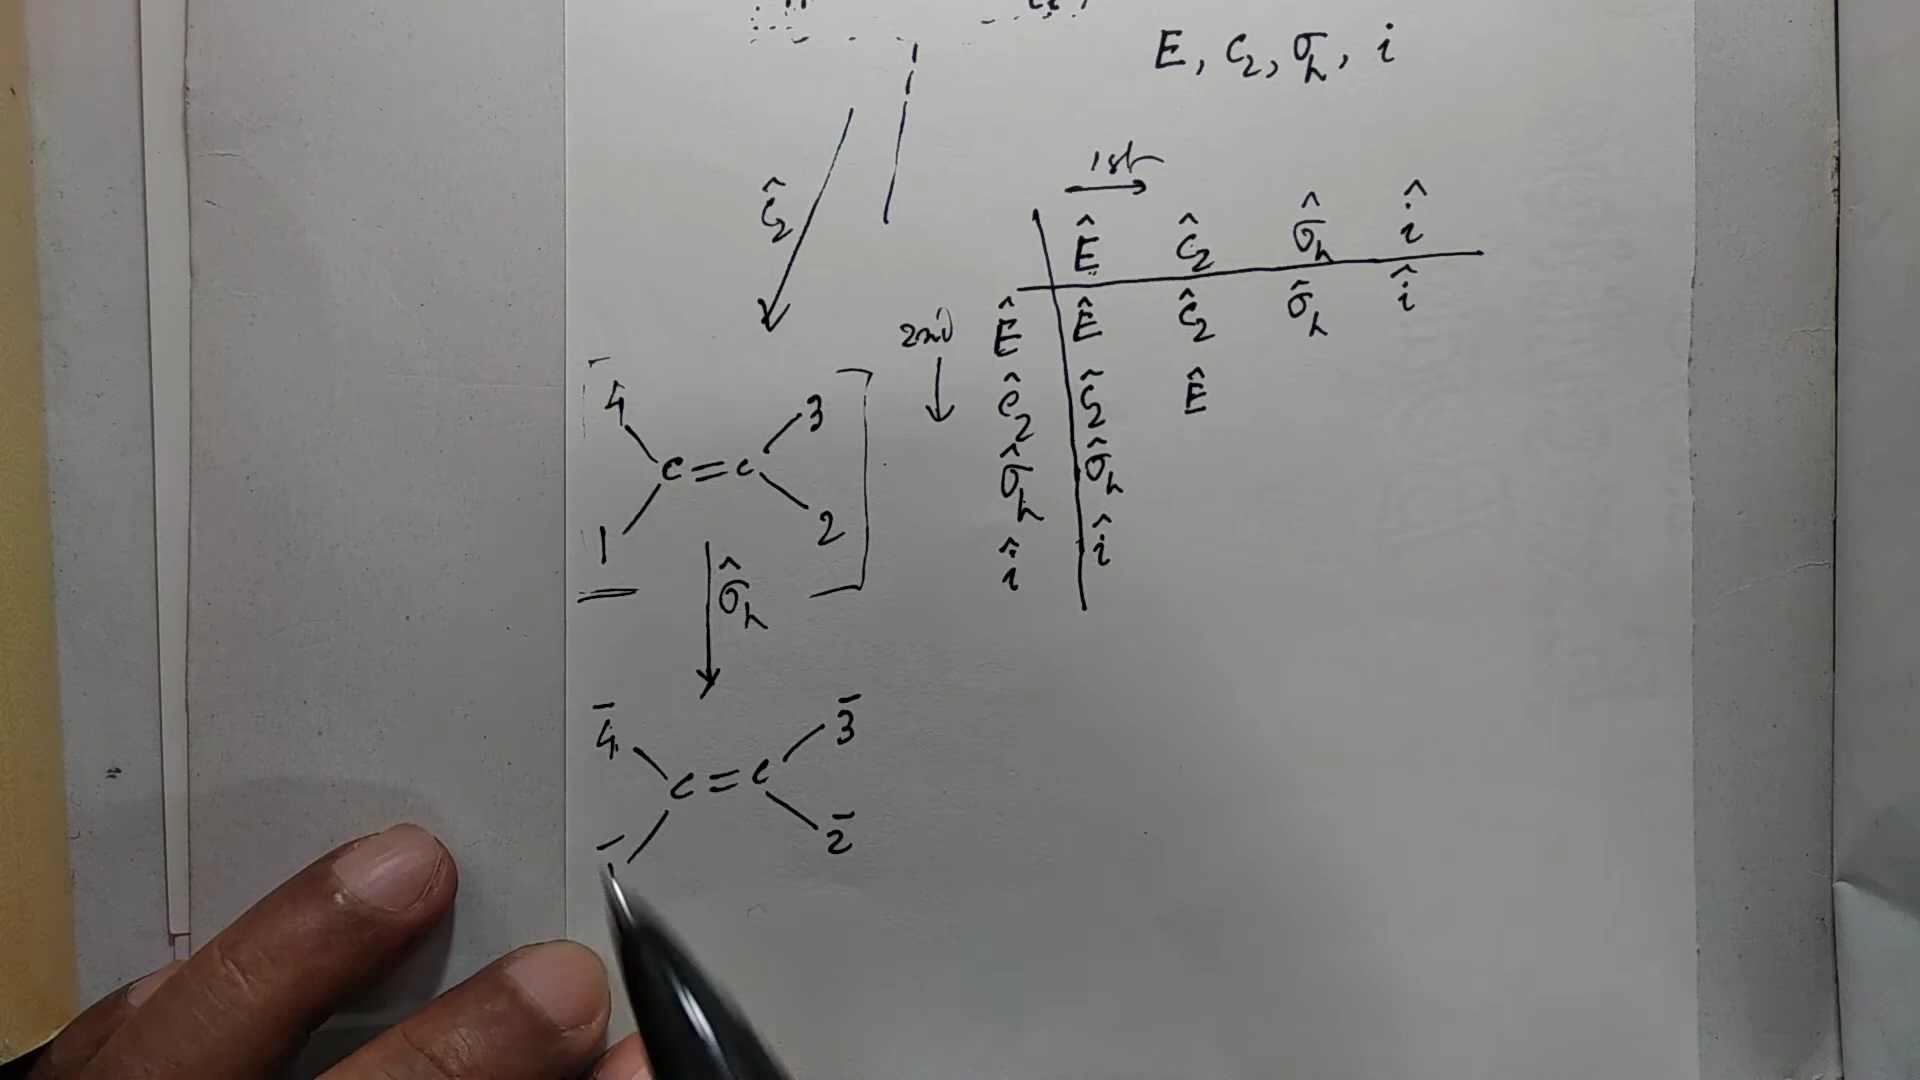 E, C₂, σₕ, i
1st
Ĉ₂
Ê Ĉ₂ σ̂ₕ î
2nd Ê Ê Ĉ₂ σ̂ₕ î
Ĉ₂ Ĉ₂ Ê
σ̂ₕ σ̂ₕ
î î
4 3
C=C
1 2
σ̂ₕ
4̄ 3̄
C=C
2̄